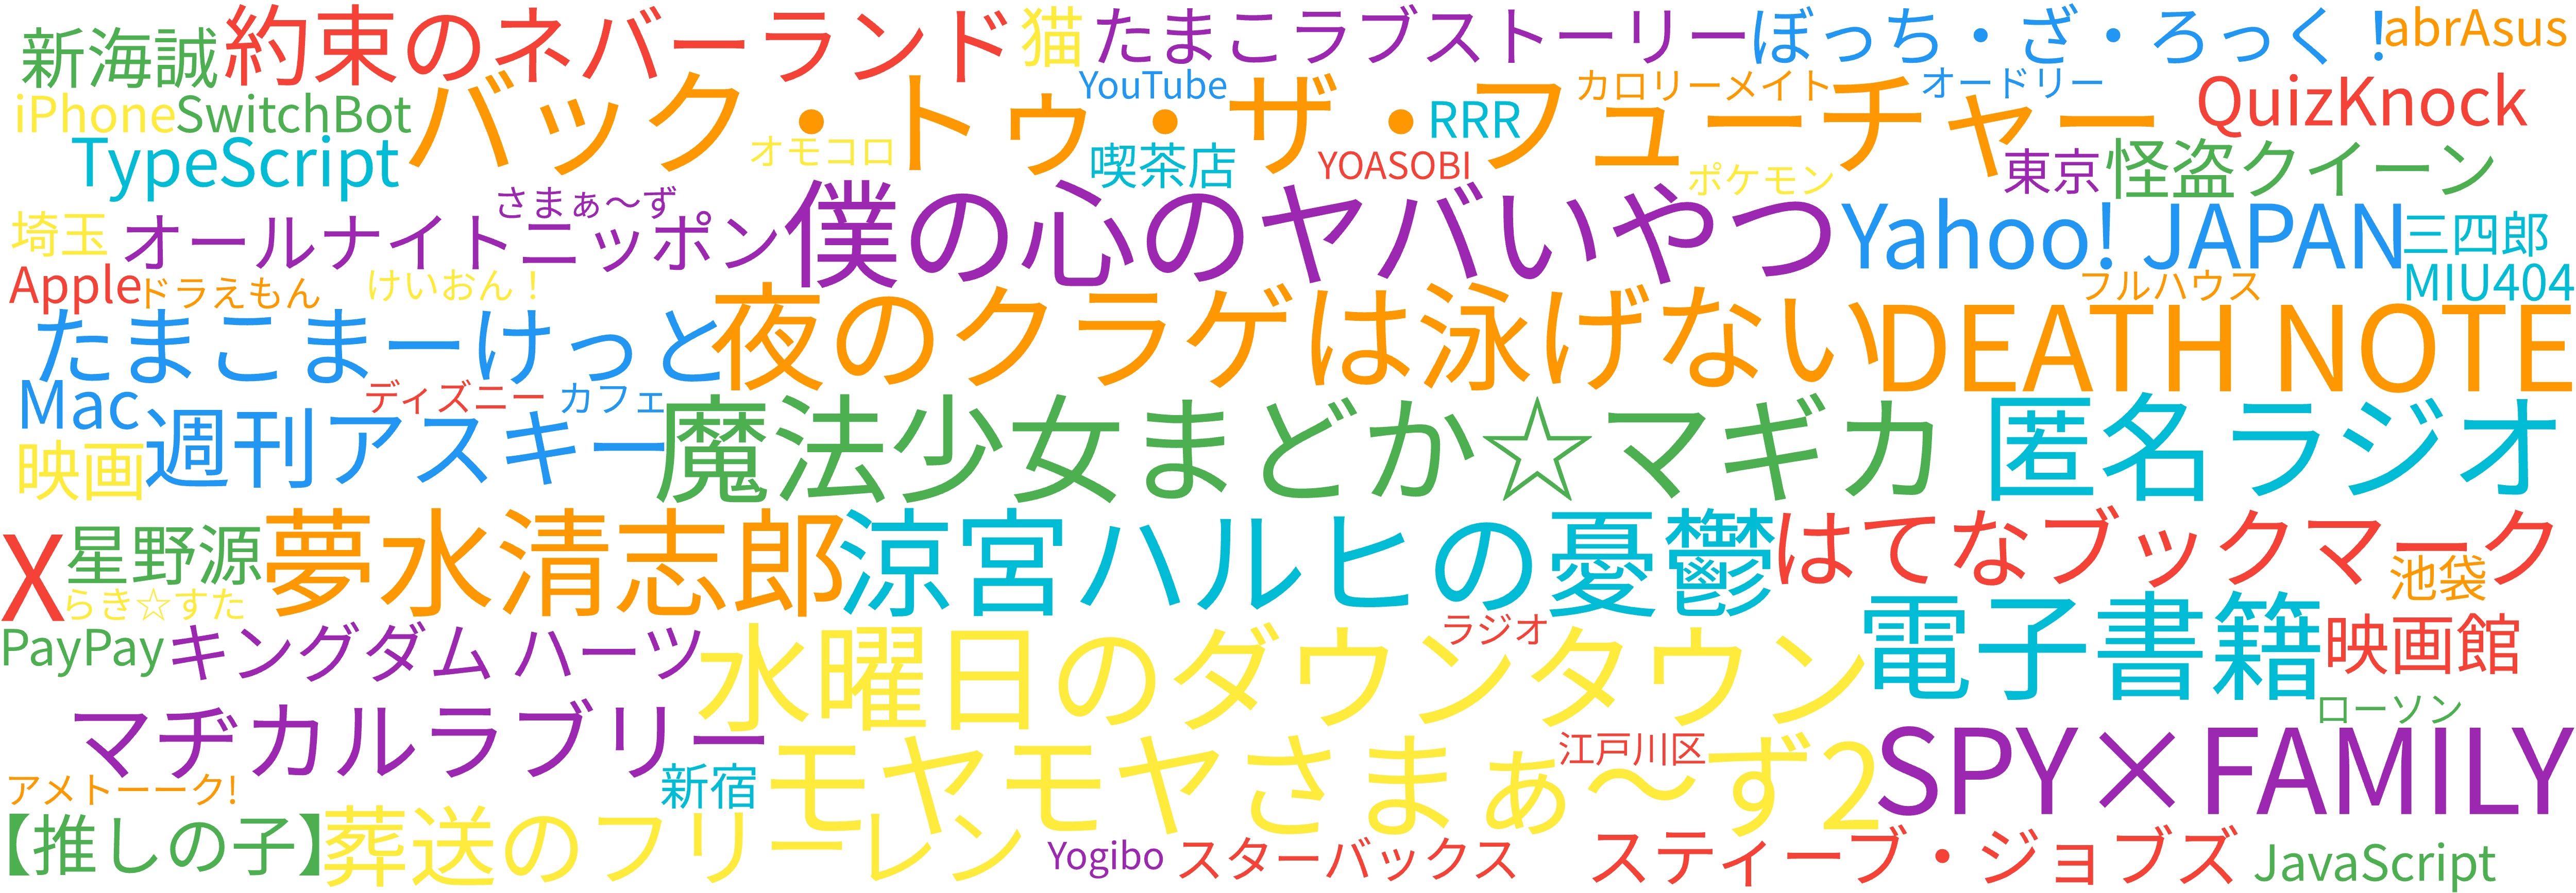 新海誠
約束のネバーランド
猫
たまこラブストーリー
ぼっち・ざ・ろっく！
abrAsus
iPhone
SwitchBot
バック・トゥ・ザ・フューチャー
YouTube
カロリーメイト
オードリー
QuizKnock
TypeScript
オモコロ
RRR
喫茶店
YOASOBI
ポケモン
東京
怪盗クイーン
さまぁ～ず
埼玉
オールナイトニッポン
僕の心のヤバいやつ
Yahoo! JAPAN
三四郎
Apple
ドラえもん
けいおん！
フルハウス
MIU404
たまこまーけっと
夜のクラゲは泳げない
DEATH NOTE
Mac
ディズニー
カフェ
映画
週刊アスキー
魔法少女まどか☆マギカ
匿名ラジオ
X
星野源
夢水清志郎
涼宮ハルヒの憂鬱
はてなブックマーク
池袋
らき☆すた
PayPay
キングダム ハーツ
水曜日のダウンタウン
ラジオ
電子書籍
映画館
マヂカルラブリー
ローソン
アメトーーク!
新宿
モヤモヤさまぁ～ず2
江戸川区
SPY×FAMILY
【推しの子】
葬送のフリーレン
Yogibo
スターバックス
スティーブ・ジョブズ
JavaScript